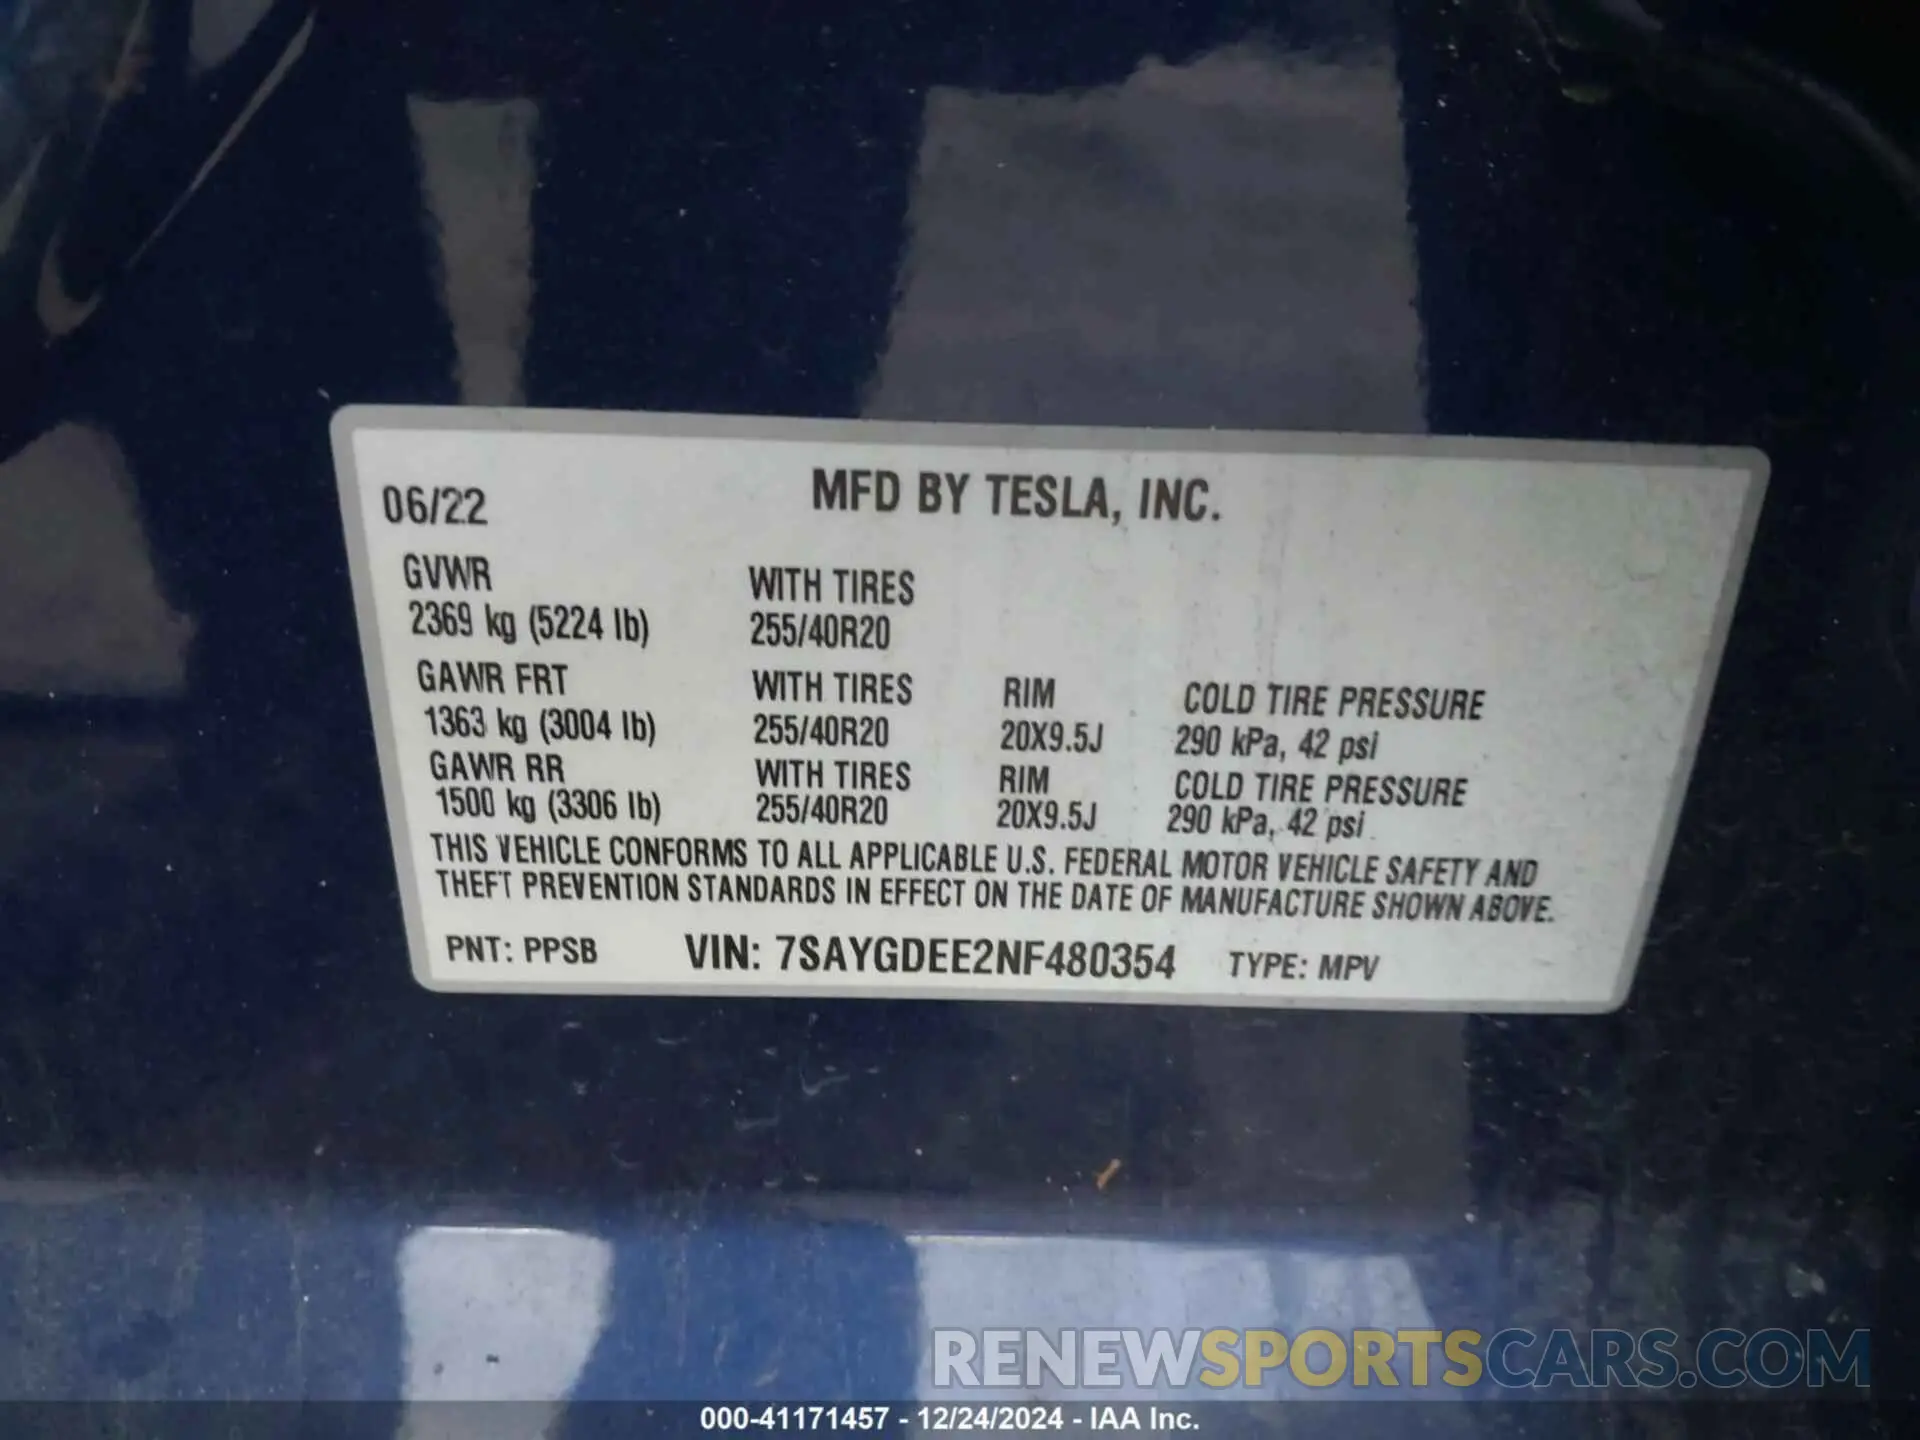 06/22 MFD BY TESLA, INC.
GVWR WITH TIRES
2369 kg (5224 lb) 255/40R20
GAWR FRT WITH TIRES RIM COLD TIRE PRESSURE
1363 kg (3004 lb) 255/40R20 20X9.5J 290 kPa, 42 psi
GAWR RR WITH TIRES RIM COLD TIRE PRESSURE
1500 kg (3306 lb) 255/40R20 20X9.5J 290 kPa, 42 psi
THIS VEHICLE CONFORMS TO ALL APPLICABLE U.S. FEDERAL MOTOR VEHICLE SAFETY AND
THEFT PREVENTION STANDARDS IN EFFECT ON THE DATE OF MANUFACTURE SHOWN ABOVE.
PNT: PPSB VIN: 7SAYGDEE2NF480354 TYPE: MPV
RENEWSPORTSCARS.COM
000-41171457 - 12/24/2024 - IAA Inc.